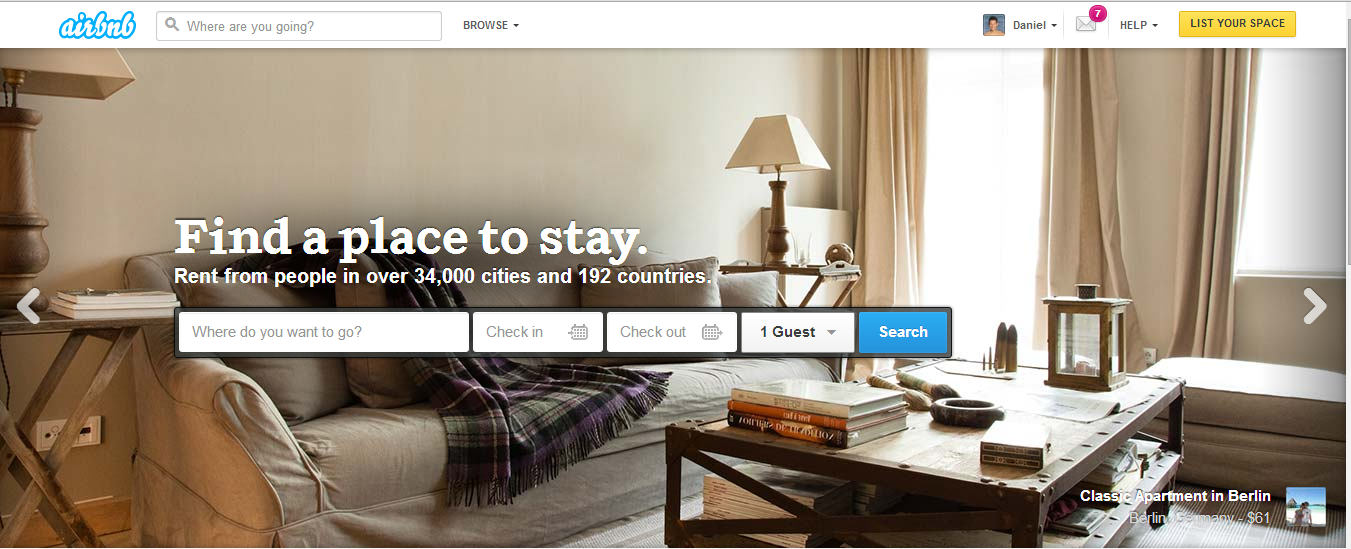 airbnb
Where are you going?
BROWSE
Daniel
7
HELP
LIST YOUR SPACE
Find a place to stay.
Rent from people in over 34,000 cities and 192 countries.
Where do you want to go?
Check in
Check out
1 Guest
Search
Classic Apartment in Berlin
Berlin, Germany - $61